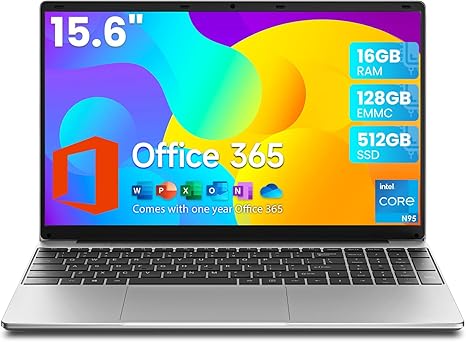 15.6"
16GB
RAM
128GB
EMMC
512GB
SSD
Office 365
W P X O N
Comes with one year Office 365
intel
CORE
N95